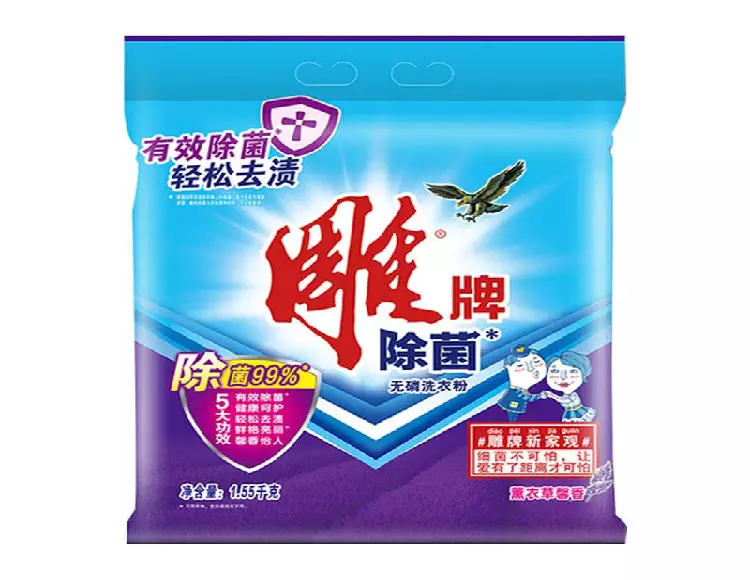 有效除菌*
轻松去渍
雕®牌
除菌*
无磷洗衣粉
除菌99%*
5大功效
有效除菌*
健康呵护
轻松去渍
鲜艳亮丽
馨香怡人
diāo pái xīn jiā guān
#雕牌新家观#
细菌不可怕，让
爱有了距离才可怕
薰衣草馨香
净含量：1.55千克